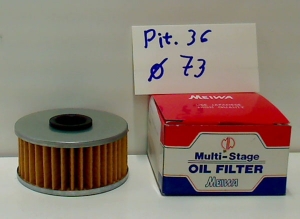 Pit. 36
ø 73
MEIWA
Multi-Stage
OIL FILTER
MEIWA